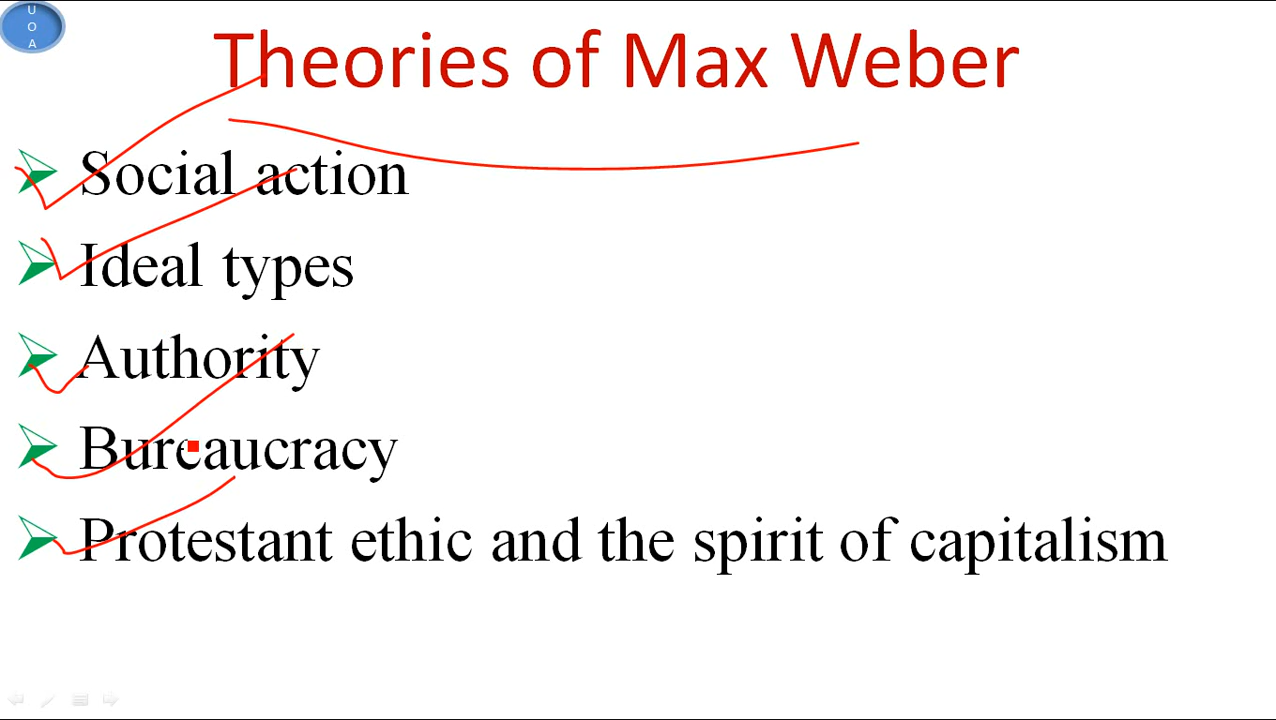 U
O
A
Theories of Max Weber
Social action
Ideal types
Authority
Bureaucracy
Protestant ethic and the spirit of capitalism